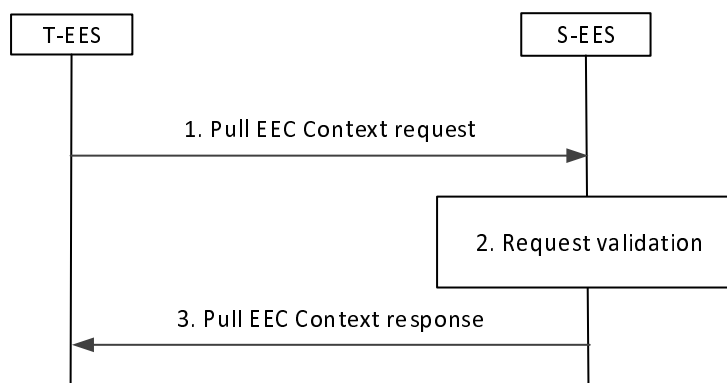 T-EES
S-EES
1. Pull EEC Context request
2. Request validation
3. Pull EEC Context response